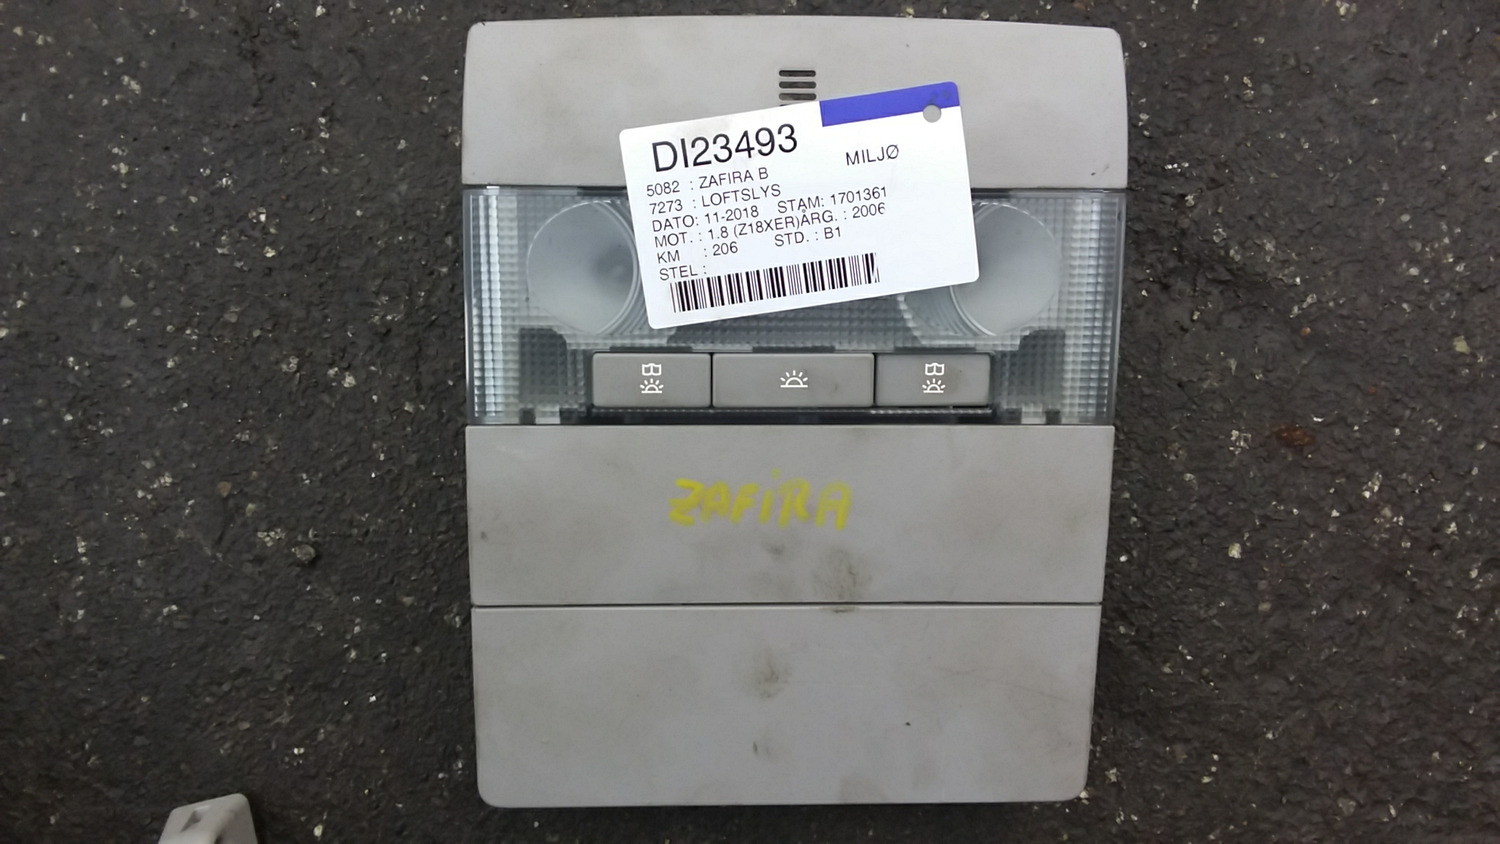 DI23493
MILJØ
5082 : ZAFIRA B
7273 : LOFTSLYS
DATO: 11-2018 STAM: 1701361
MOT. : 1.8 (Z18XER)ÅRG. : 2006
KM : 206 STD. : B1
STEL :
ZAFIRA